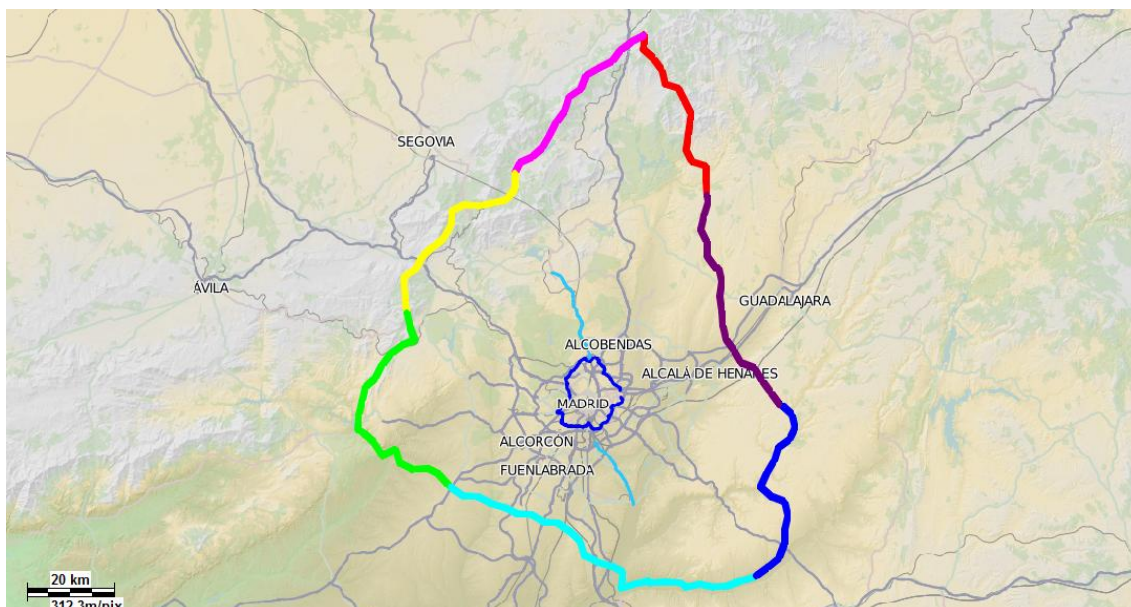 SEGOVIA
ÁVILA
GUADALAJARA
ALCOBENDAS
ALCALÁ DE HENARES
MADRID
ALCORCÓN
FUENLABRADA
20 km
312.3m/pix